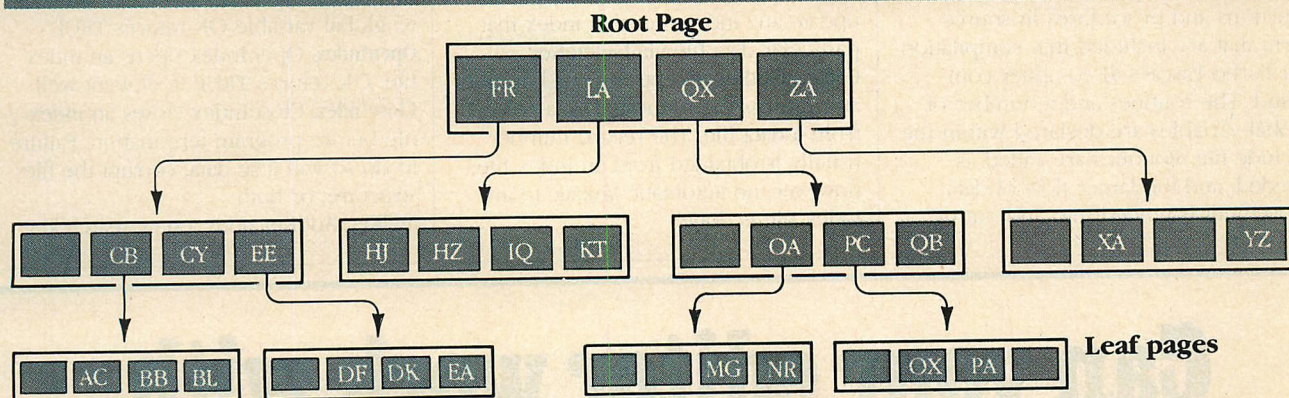 Root Page
FR LA QX ZA
CB CY EE HJ HZ IQ KT OA PC QB XA YZ
AC BB BL DF DK EA MG NR OX PA Leaf pages